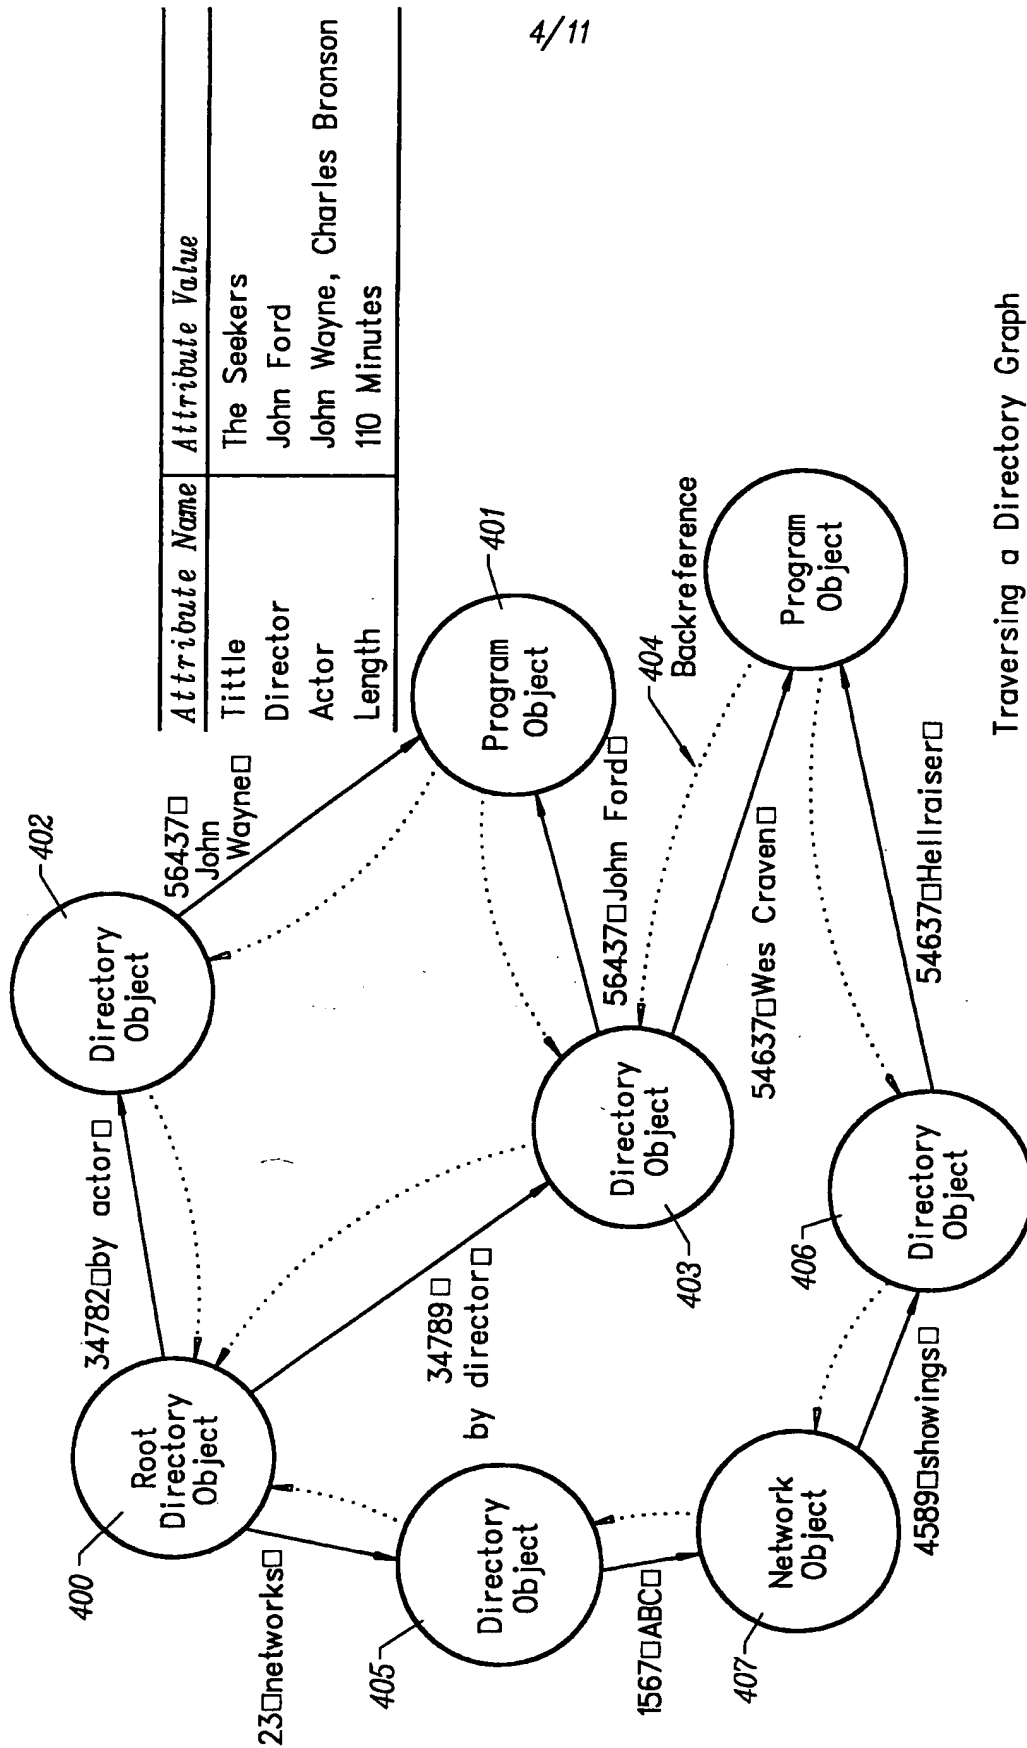 4/11
Attribute Name Attribute Value
Tittle The Seekers
Director John Ford
Actor John Wayne, Charles Bronson
Length 110 Minutes
400
Root
Directory
Object
34782□by actor□
402
Directory
Object
56437□
John
Wayne□
401
Program
Object
23□networks□
34789□
by director□
403
Directory
Object
56437□John Ford□
404
Backreference
405
Directory
Object
54637□Wes Craven□
Program
Object
1567□ABC□
407
Network
Object
4589□showings□
406
Directory
Object
54637□Hellraiser□
Traversing a Directory Graph